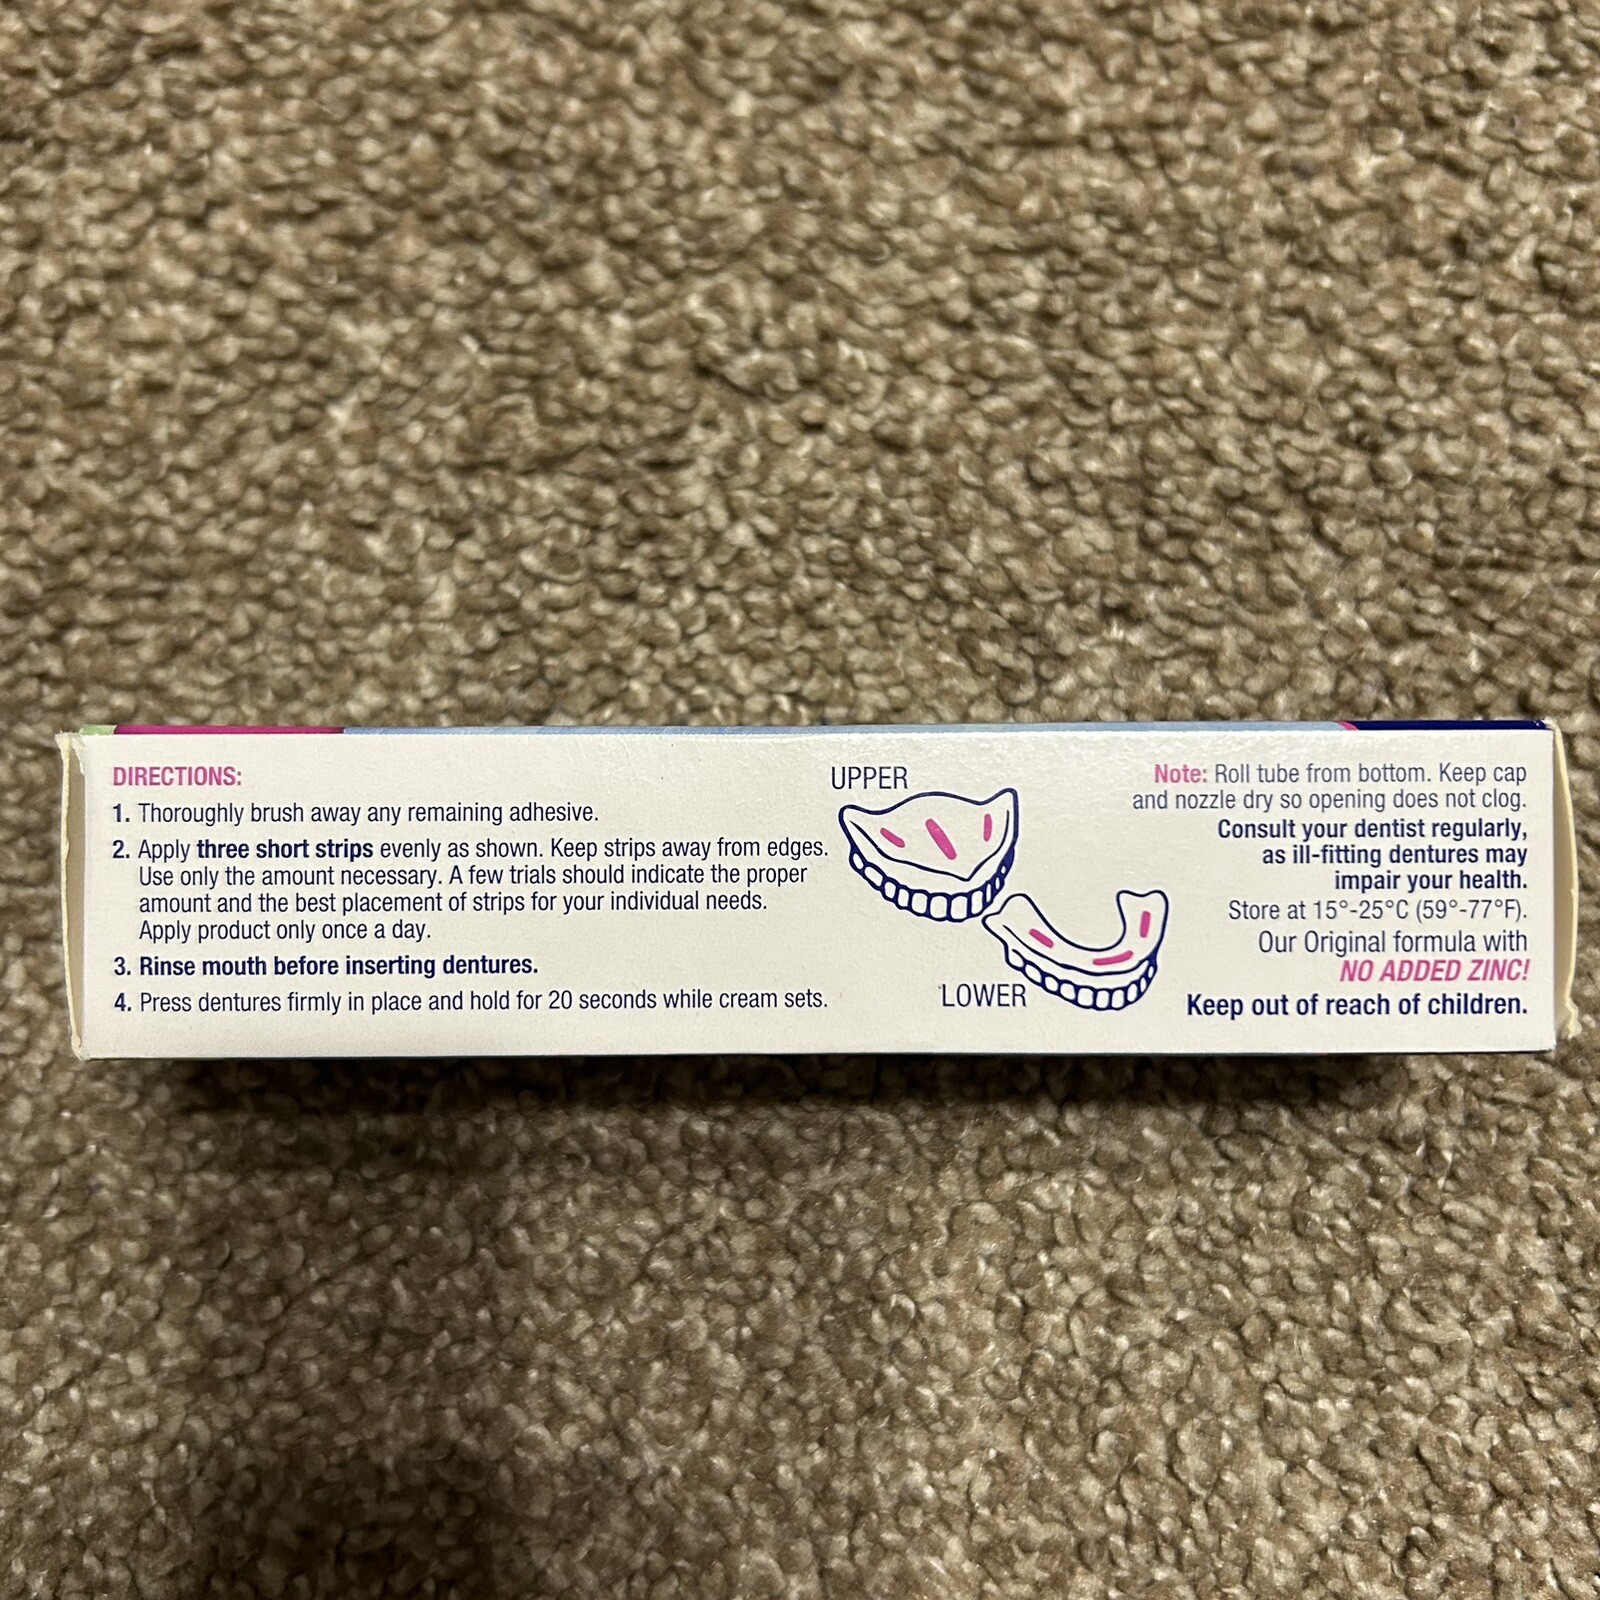 DIRECTIONS:
1. Thoroughly brush away any remaining adhesive.
2. Apply three short strips evenly as shown. Keep strips away from edges.
Use only the amount necessary. A few trials should indicate the proper
amount and the best placement of strips for your individual needs.
Apply product only once a day.
3. Rinse mouth before inserting dentures.
4. Press dentures firmly in place and hold for 20 seconds while cream sets.
UPPER
LOWER
Note: Roll tube from bottom. Keep cap
and nozzle dry so opening does not clog.
Consult your dentist regularly,
as ill-fitting dentures may
impair your health.
Store at 15°-25°C (59°-77°F).
Our Original formula with
NO ADDED ZINC!
Keep out of reach of children.